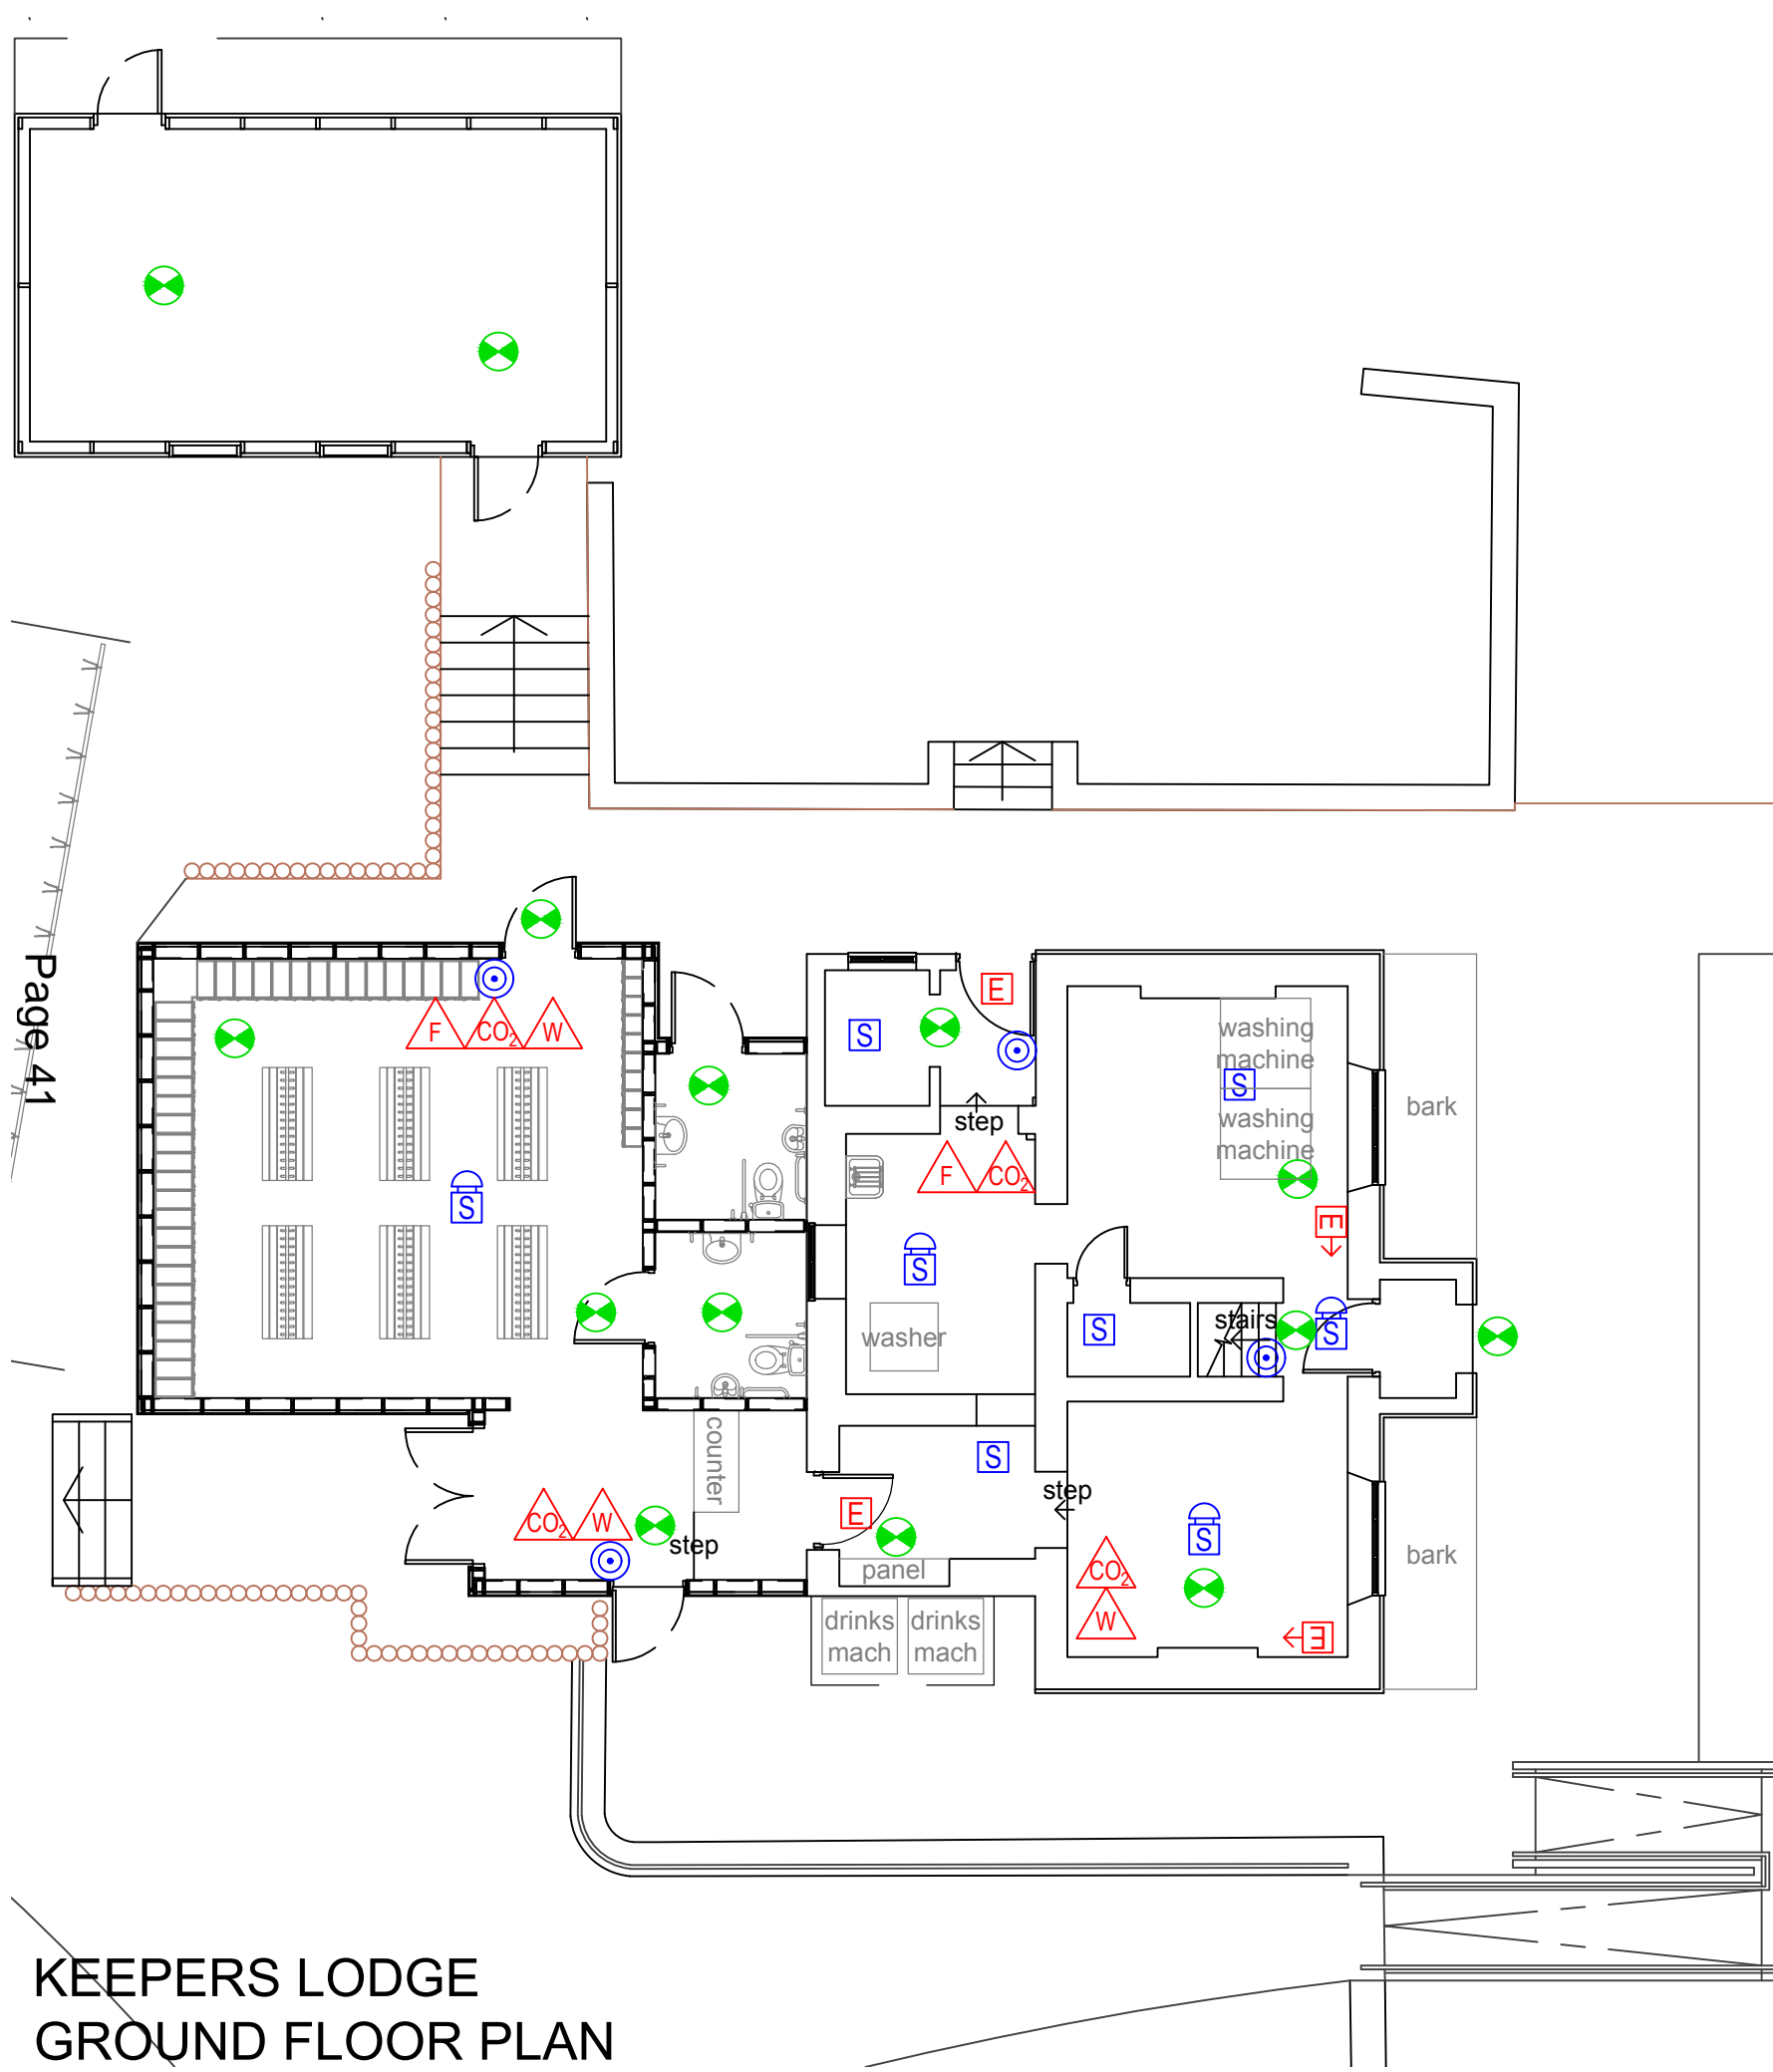 Page 41
F
CO₂
W
S
E
S
step
F
CO₂
washing
machine
S
washing
machine
bark
E
S
S
washer
S
stairs
S
counter
S
CO₂
W
step
E
panel
step
S
CO₂
W
E
bark
drinks
mach
drinks
mach
KEEPERS LODGE
GROUND FLOOR PLAN